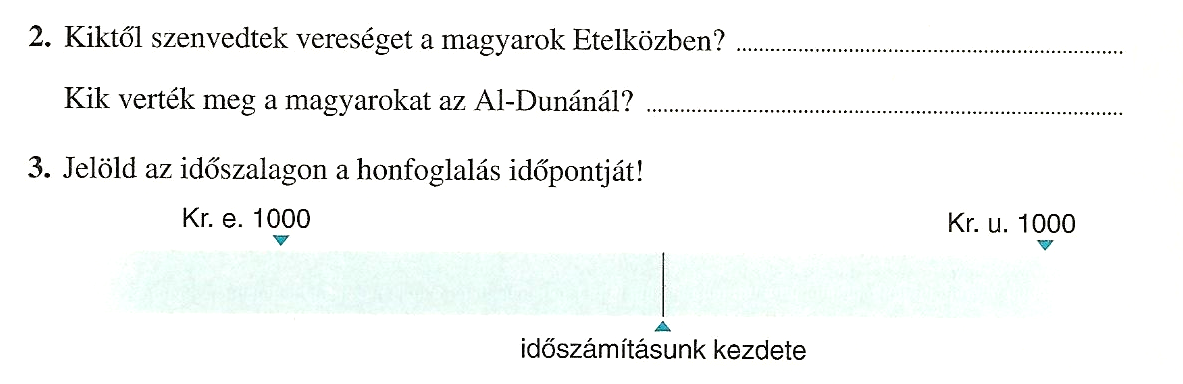 2. Kiktől szenvedtek vereséget a magyarok Etelközben? ........................................
Kik verték meg a magyarokat az Al-Dunánál? ........................................
3. Jelöld az időszalagon a honfoglalás időpontját!
Kr. e. 1000 Kr. u. 1000
időszámításunk kezdete